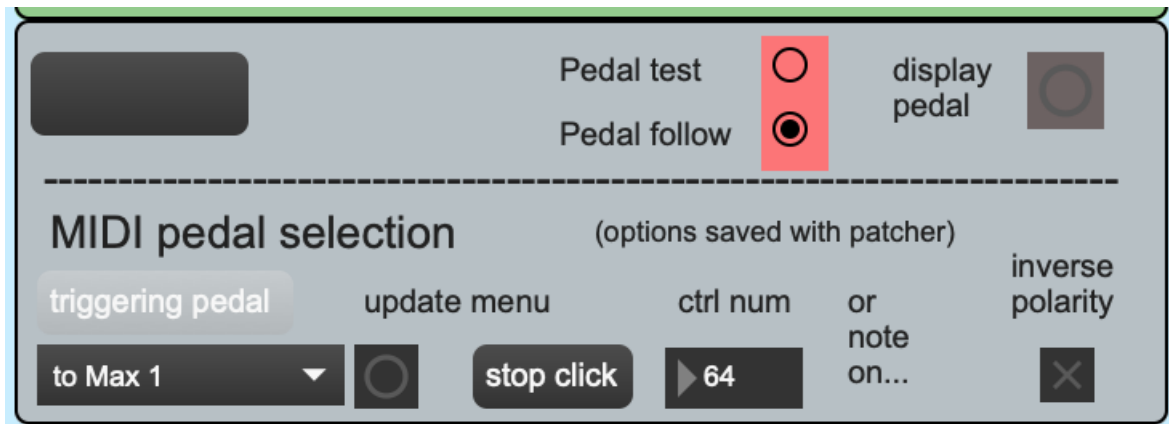 Pedal test
display
pedal
Pedal follow
------------------------------------------------------------------------
MIDI pedal selection
(options saved with patcher)
inverse
polarity
triggering pedal
update menu
ctrl num
or
note
on...
to Max 1
stop click
64